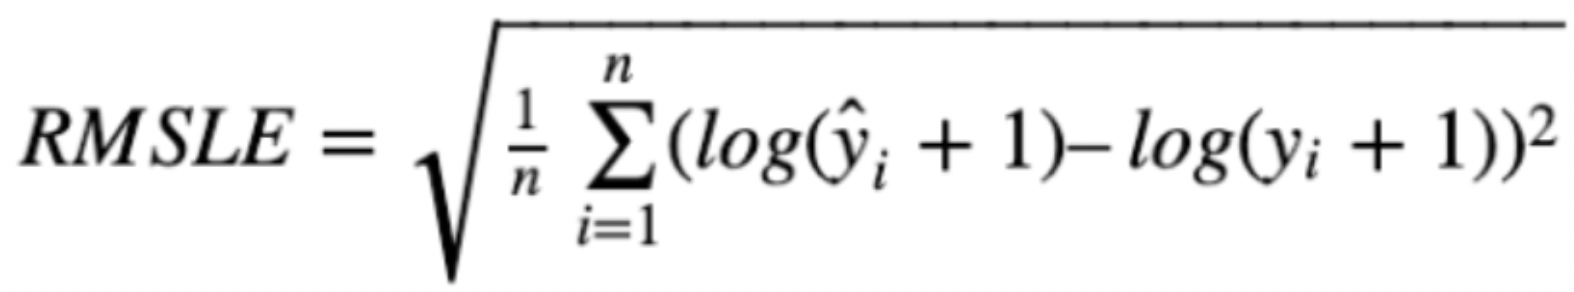 RMSLE = √(1/n ∑_{i=1}^{n} (log(ŷ_i + 1)– log(y_i + 1))²)